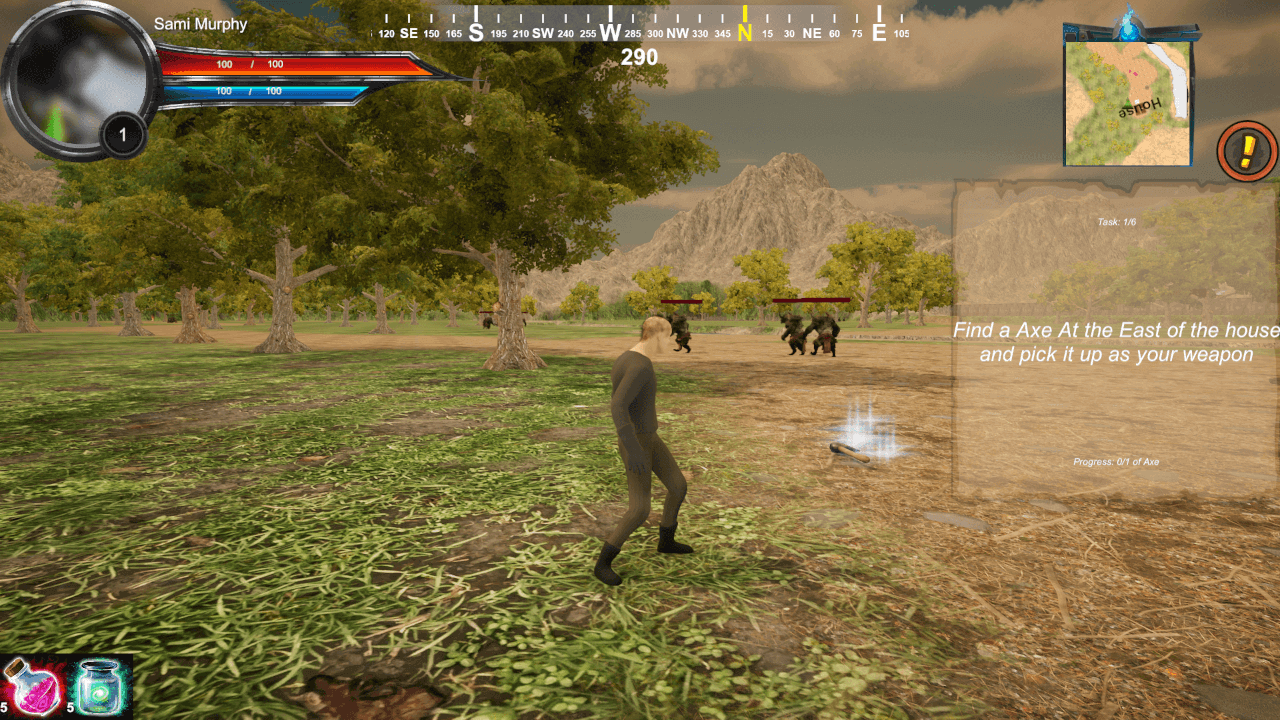 Sami Murphy
120 SE 150 165 S 195 210 SW 240 255 W 285 300 NW 330 345 N 15 30 NE 60 75 E 105
290
100 / 100
100 / 100
1
House
Task: 1/6
Find a Axe At the East of the house
and pick it up as your weapon
Progress: 0/1 of Axe
5 5